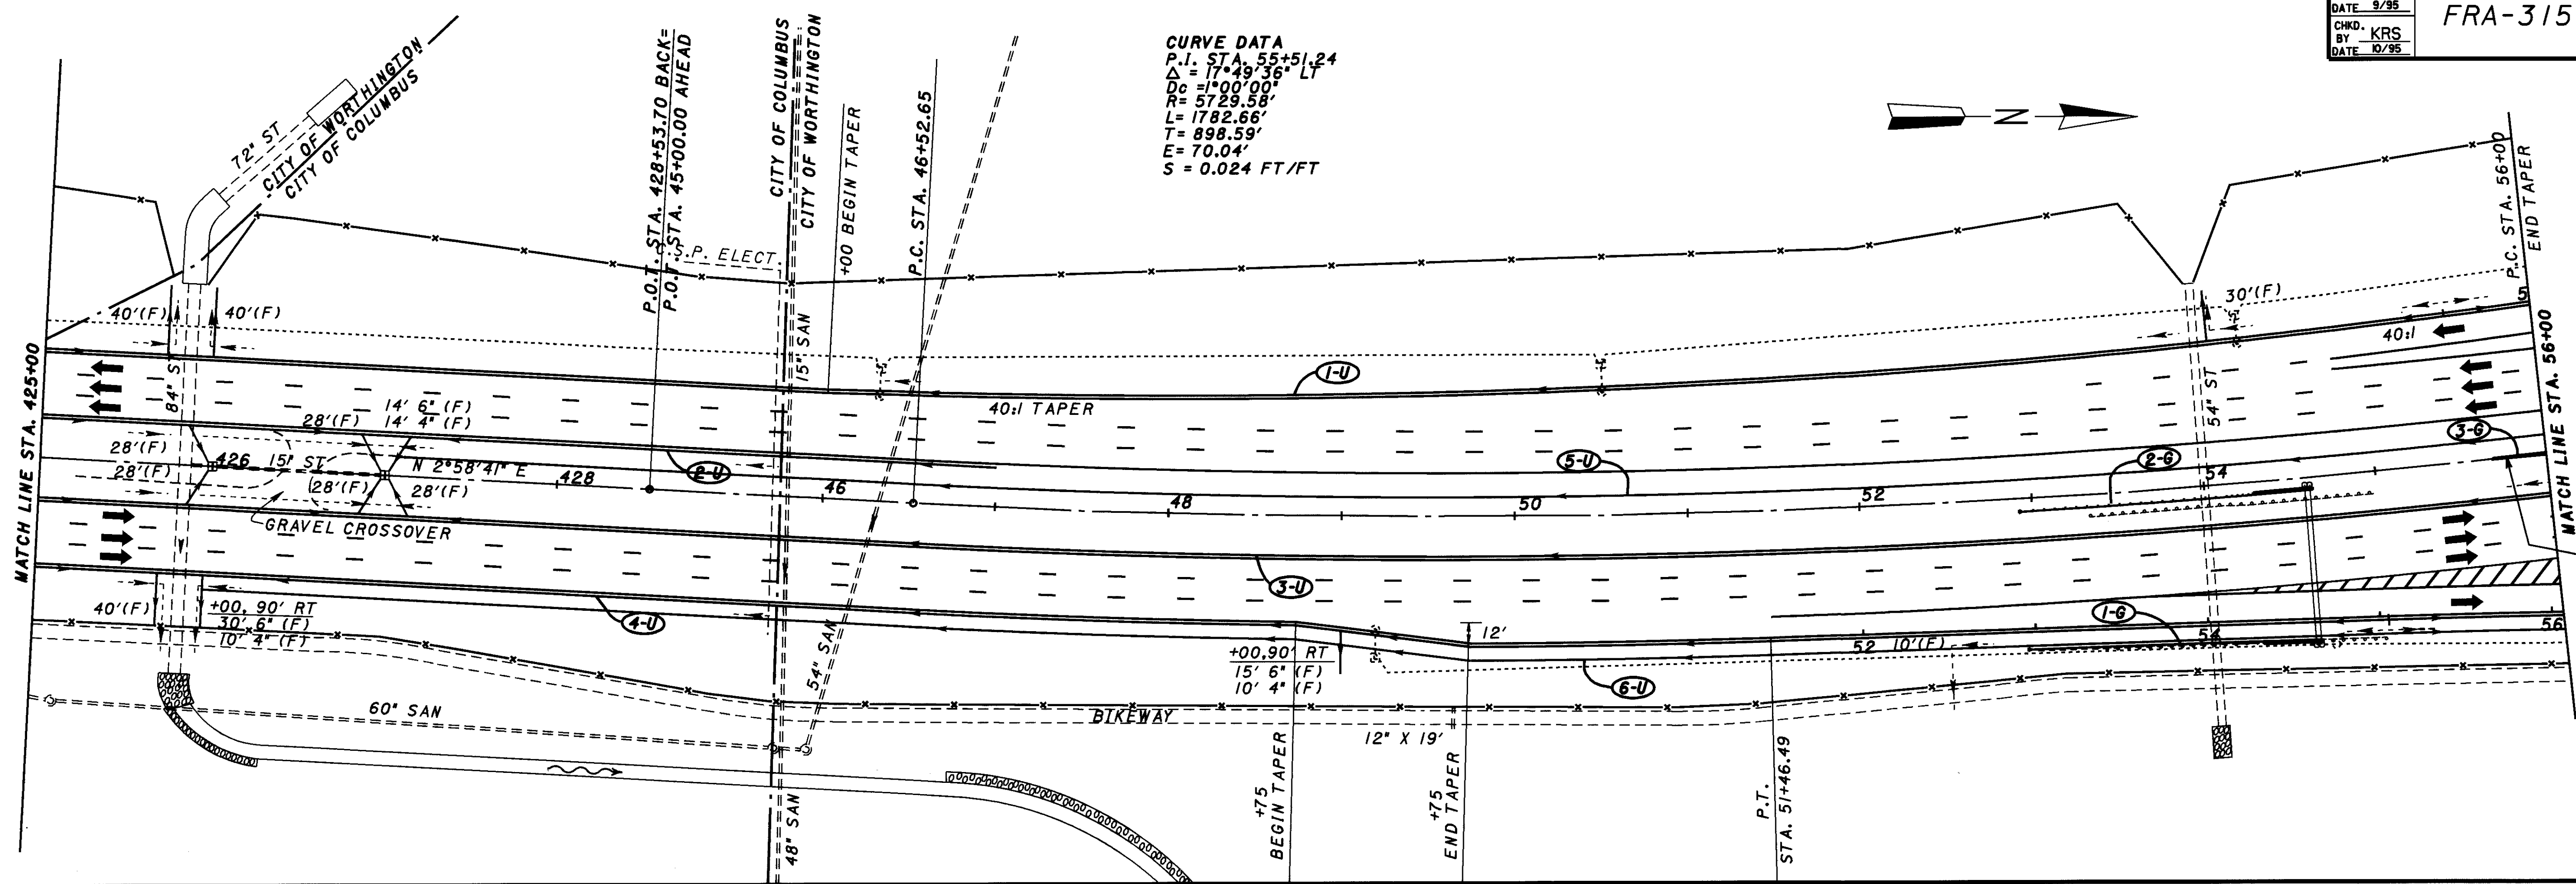 DATE 9/95
CHKD.
BY KRS
DATE 10/95
FRA-315
CURVE DATA
P.I. STA. 55+51.24
Δ = 17°49'36" LT
Dc =1°00'00"
R= 5729.58'
L= 1782.66'
T= 898.59'
E= 70.04'
S = 0.024 FT/FT
N
72" ST
CITY OF WORTHINGTON
CITY OF COLUMBUS
P.O.T. STA. 428+53.70 BACK=
P.O.T. STA. 45+00.00 AHEAD
C.S.P. ELECT.
CITY OF COLUMBUS
CITY OF WORTHINGTON
+00 BEGIN TAPER
P.C. STA. 46+52.65
P.C. STA. 56+00
END TAPER
MATCH LINE STA. 425+00
MATCH LINE STA. 56+00
40'(F)
40'(F)
84" S
15" SAN
30'(F)
5
40:1
1-U
40:1 TAPER
14' 6" (F)
14' 4" (F)
28'(F)
28'(F)
28'(F)
426
15" ST
N 2°58'41" E
428
2-U
46
48
50
52
54
5-U
2-G
3-G
54" ST
28'(F)
28'(F)
GRAVEL CROSSOVER
3-U
4-U
1-G
40'(F)
+00, 90' RT
30' 6" (F)
10' 4" (F)
54" SAN
12'
+00,90' RT
15' 6" (F)
10' 4" (F)
6-U
52
10'(F)
54
56
60" SAN
BIKEWAY
12" X 19'
48" SAN
+75
BEGIN TAPER
+75
END TAPER
P.T.
STA. 51+46.49